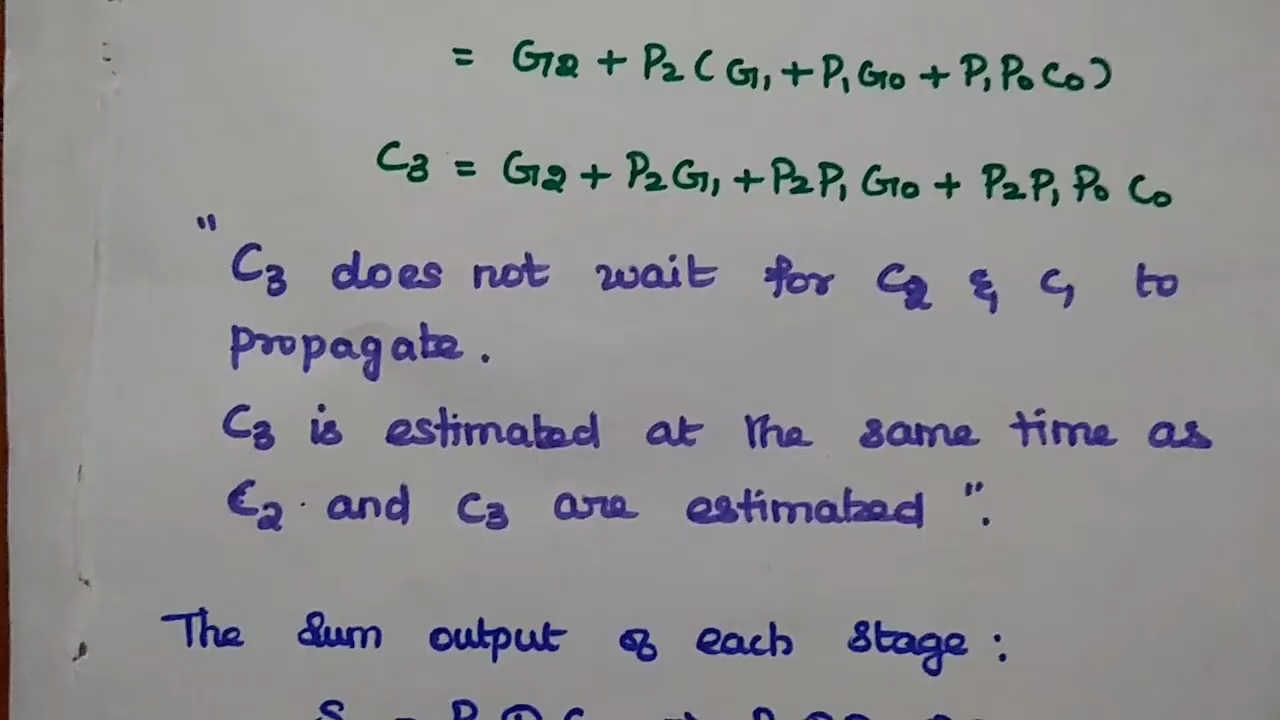 = G2 + P2 ( G1 + P1 G0 + P1 P0 C0 )
C3 = G2 + P2 G1 + P2 P1 G0 + P2 P1 P0 C0
" C3 does not wait for C2 & C1 to
propagate.
C3 is estimated at the same time as
C2 and C3 are estimated ".
The Sum output of each stage :